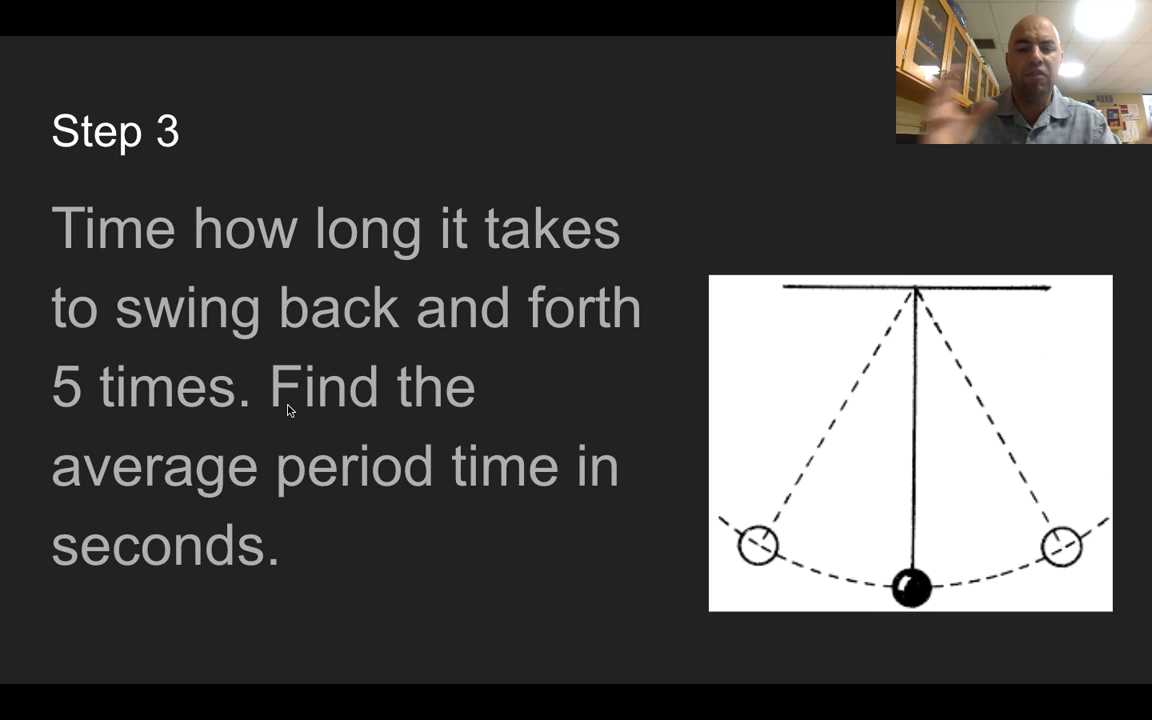 Step 3
Time how long it takes
to swing back and forth
5 times. Find the
average period time in
seconds.